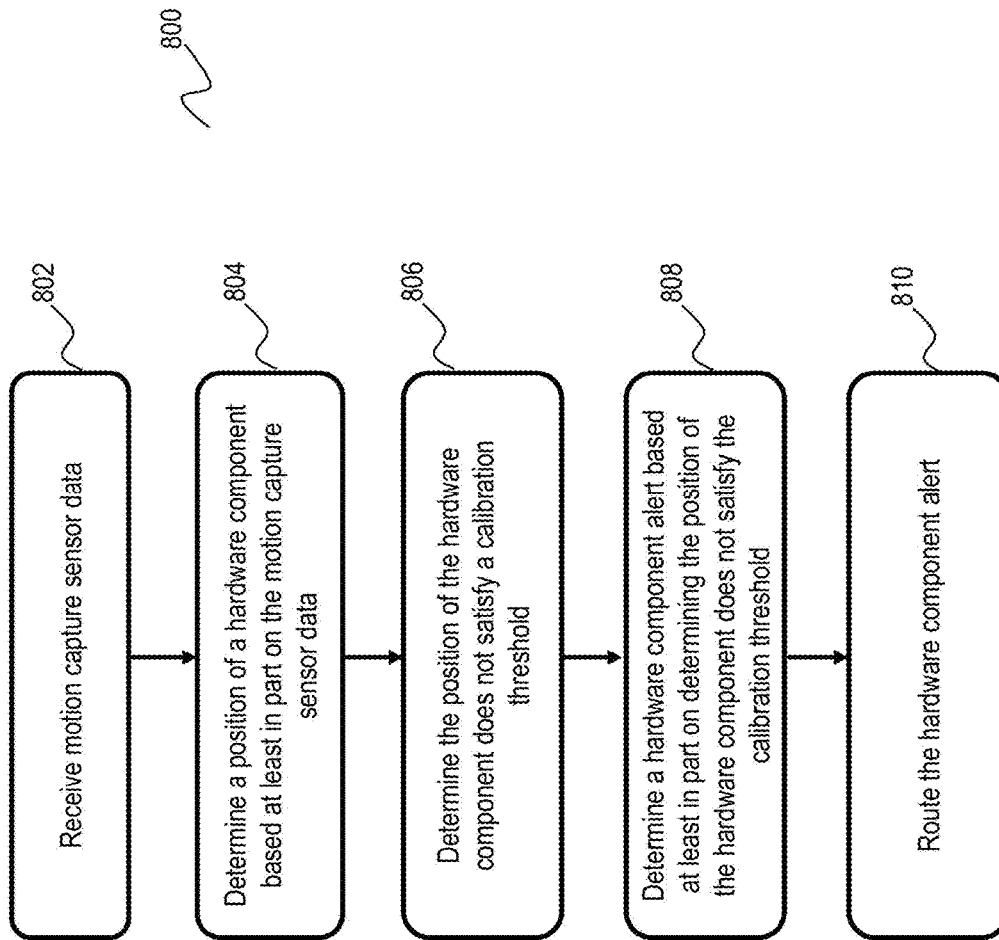 800
802
Receive motion capture sensor data
804
Determine a position of a hardware component
based at least in part on the motion capture
sensor data
806
Determine the position of the hardware
component does not satisfy a calibration
threshold
808
Determine a hardware component alert based
at least in part on determining the position of
the hardware component does not satisfy the
calibration threshold
810
Route the hardware component alert